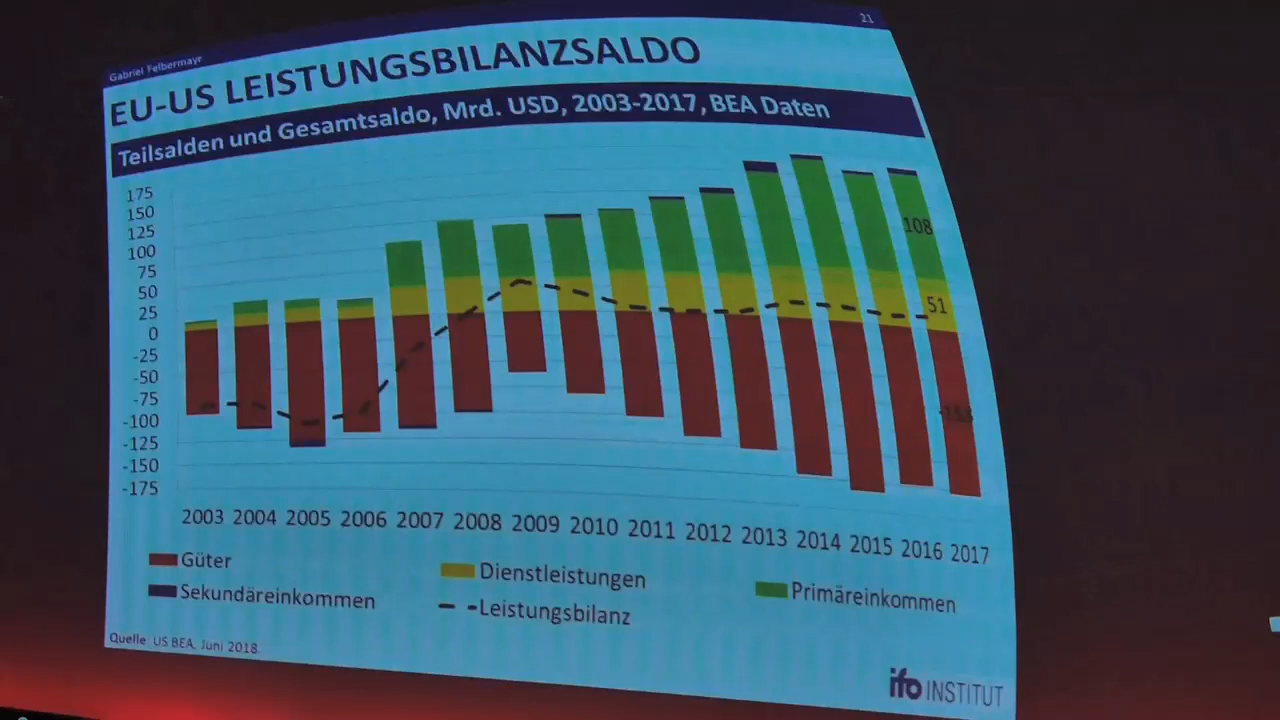 21
Gabriel Felbermayr
EU-US LEISTUNGSBILANZSALDO
Teilsalden und Gesamtsaldo, Mrd. USD, 2003-2017, BEA Daten
175
150
125
100
75
50
25
0
-25
-50
-75
-100
-125
-150
-175
108
51
2003 2004 2005 2006 2007 2008 2009 2010 2011 2012 2013 2014 2015 2016 2017
Güter
Dienstleistungen
Primäreinkommen
Sekundäreinkommen
Leistungsbilanz
Quelle: US BEA, Juni 2018.
ifo INSTITUT